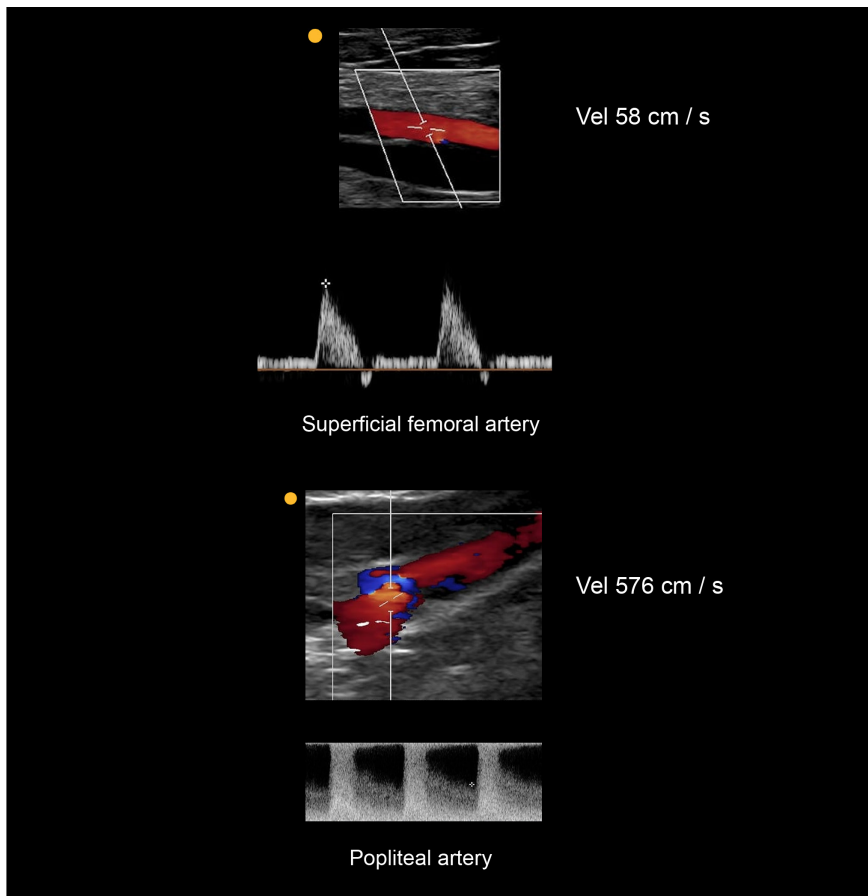 Vel 58 cm / s
Superficial femoral artery
Vel 576 cm / s
Popliteal artery